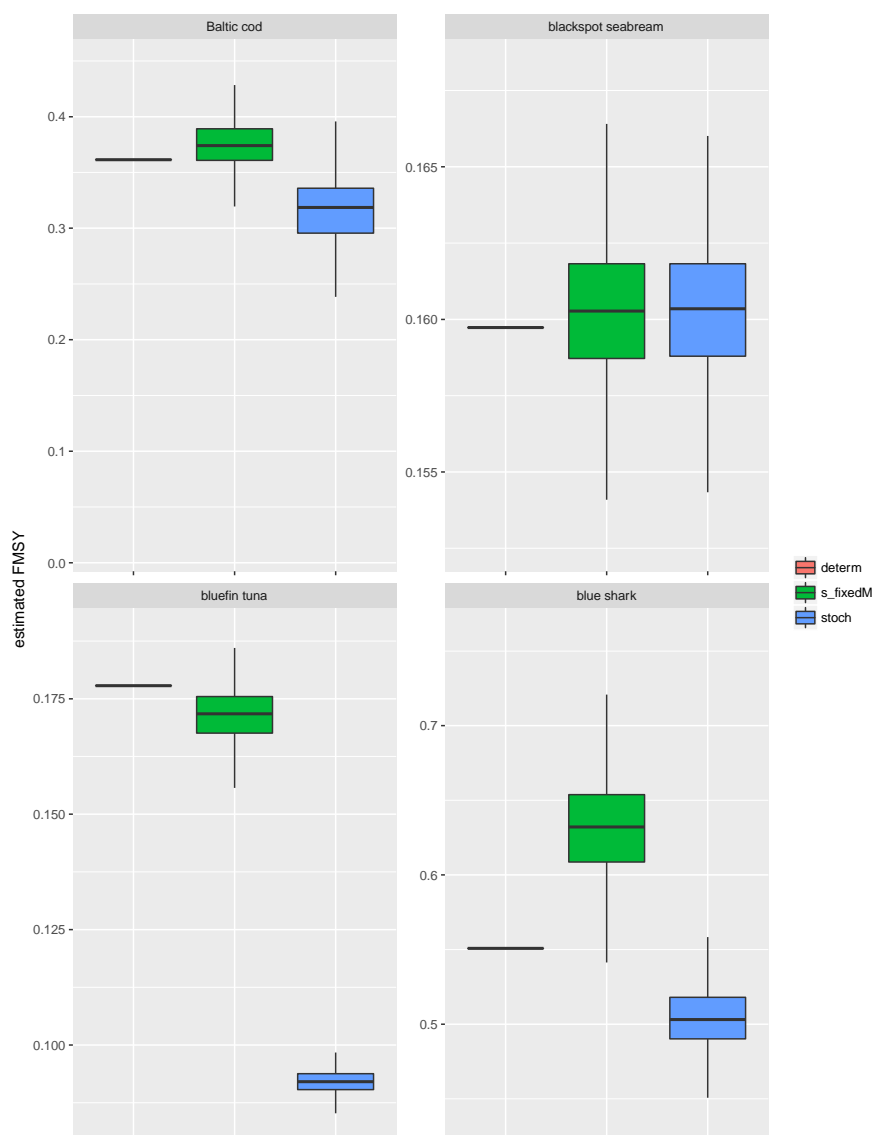 Baltic cod
blackspot seabream
0.4
0.3
0.2
0.1
0.0
0.165
0.160
0.155
estimated FMSY
bluefin tuna
blue shark
0.175
0.150
0.125
0.100
0.7
0.6
0.5
determ
s_fixedM
stoch